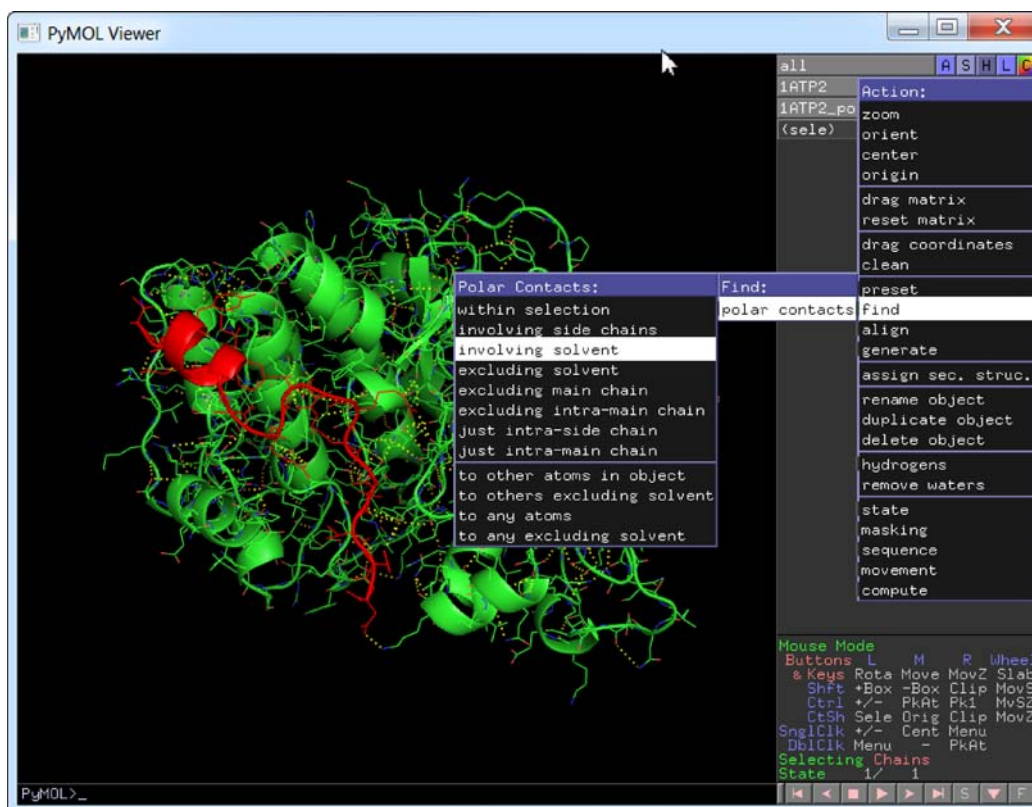 PyMOL Viewer
all A S H L C
1ATP2
1ATP2_po
(sele)
Action:
zoom
orient
center
origin
drag matrix
reset matrix
drag coordinates
clean
preset
find
align
generate
assign sec. struc.
rename object
duplicate object
delete object
hydrogens
remove waters
state
masking
sequence
movement
compute
Find:
polar contacts
Polar Contacts:
within selection
involving side chains
involving solvent
excluding solvent
excluding main chain
excluding intra-main chain
just intra-side chain
just intra-main chain
to other atoms in object
to others excluding solvent
to any atoms
to any excluding solvent
Mouse Mode
Buttons L M R Wheel
& Keys Rota Move MovZ Slab
Shft +Box -Box Clip MovS
Ctrl +/- PkAt Pk1 MvSZ
CtSh Sele Orig Clip MovZ
SnglClk +/- Cent Menu
DblClk Menu - PkAt
Selecting Chains
State 1/ 1
PyMOL>_
S F